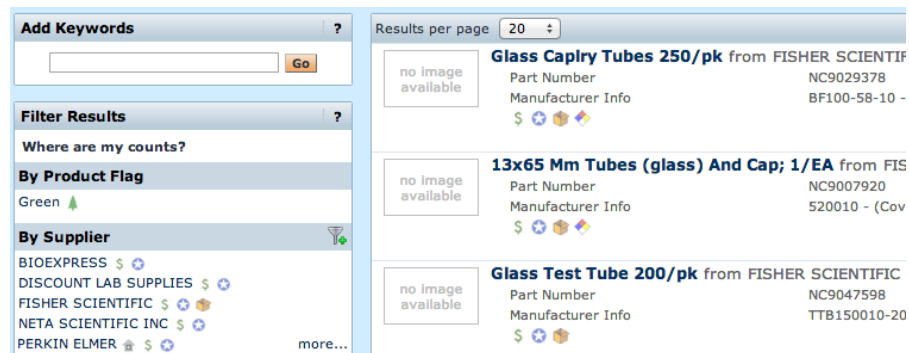 Add Keywords ?
Go
Filter Results ?
Where are my counts?
By Product Flag
Green
By Supplier
BIOEXPRESS $
DISCOUNT LAB SUPPLIES $
FISHER SCIENTIFIC $
NETA SCIENTIFIC INC $
PERKIN ELMER $ more...
Results per page 20
no image available
Glass Caplry Tubes 250/pk from FISHER SCIENTIF
Part Number NC9029378
Manufacturer Info BF100-58-10 -
$
no image available
13x65 Mm Tubes (glass) And Cap; 1/EA from FIS
Part Number NC9007920
Manufacturer Info 520010 - (Cov
$
no image available
Glass Test Tube 200/pk from FISHER SCIENTIFIC
Part Number NC9047598
Manufacturer Info TTB150010-20
$